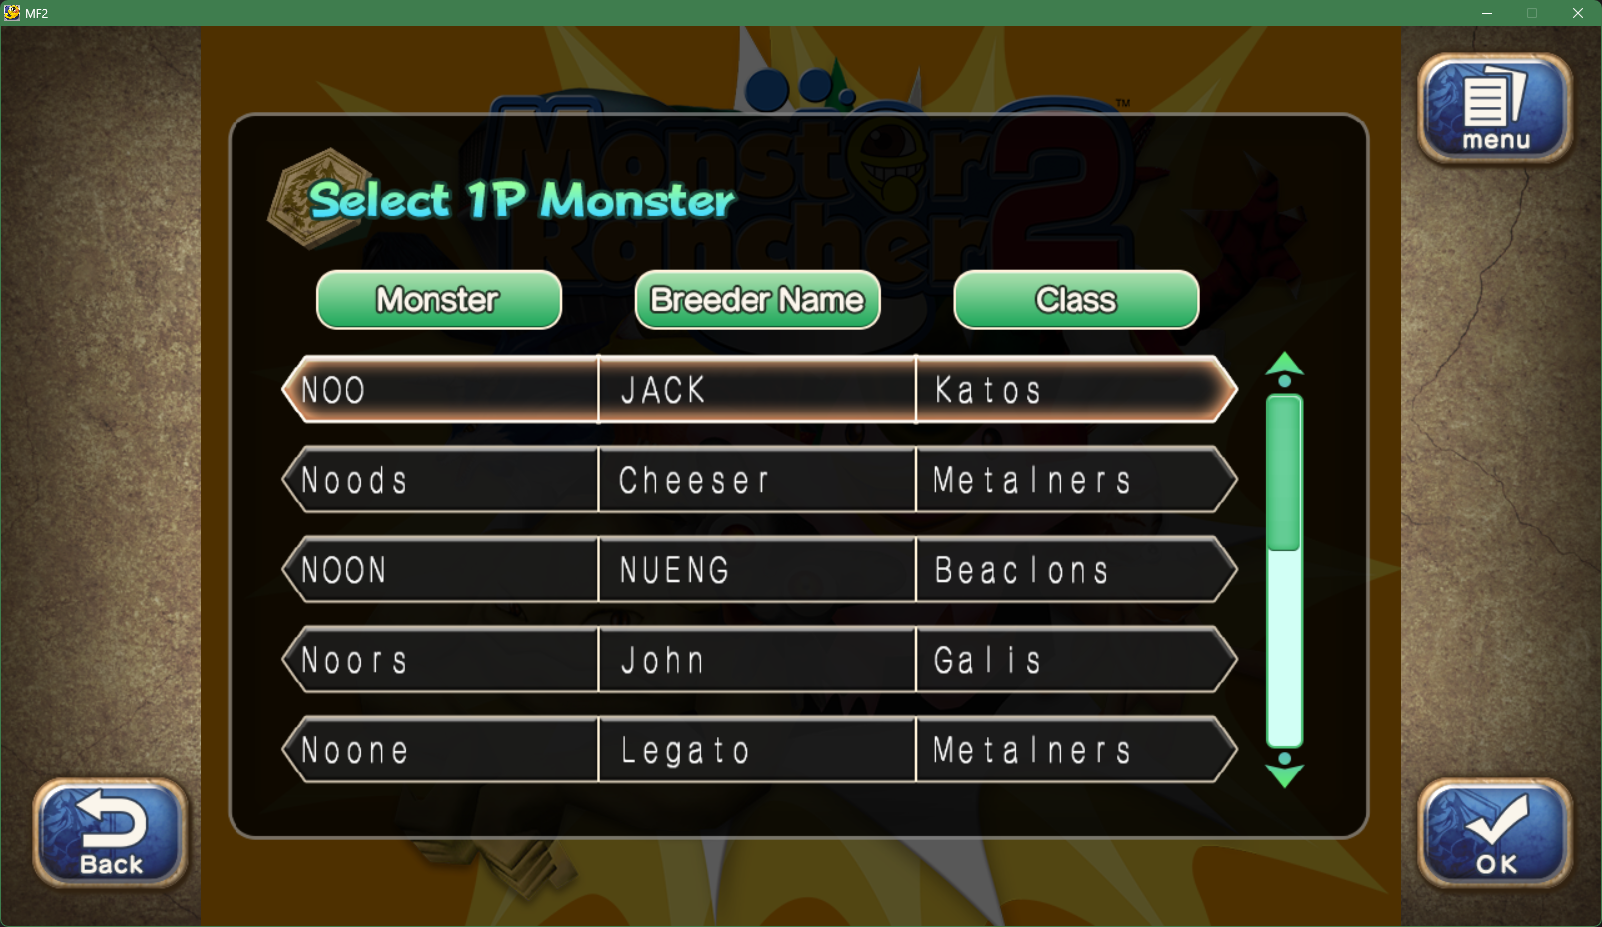 MF2
Monster Rancher 2 ™
menu
Select 1P Monster
Monster Breeder Name Class
NOO JACK Katos
Noods Cheeser Metalners
NOON NUENG Beaclons
Noors John Galis
Noone Legato Metalners
Back
OK